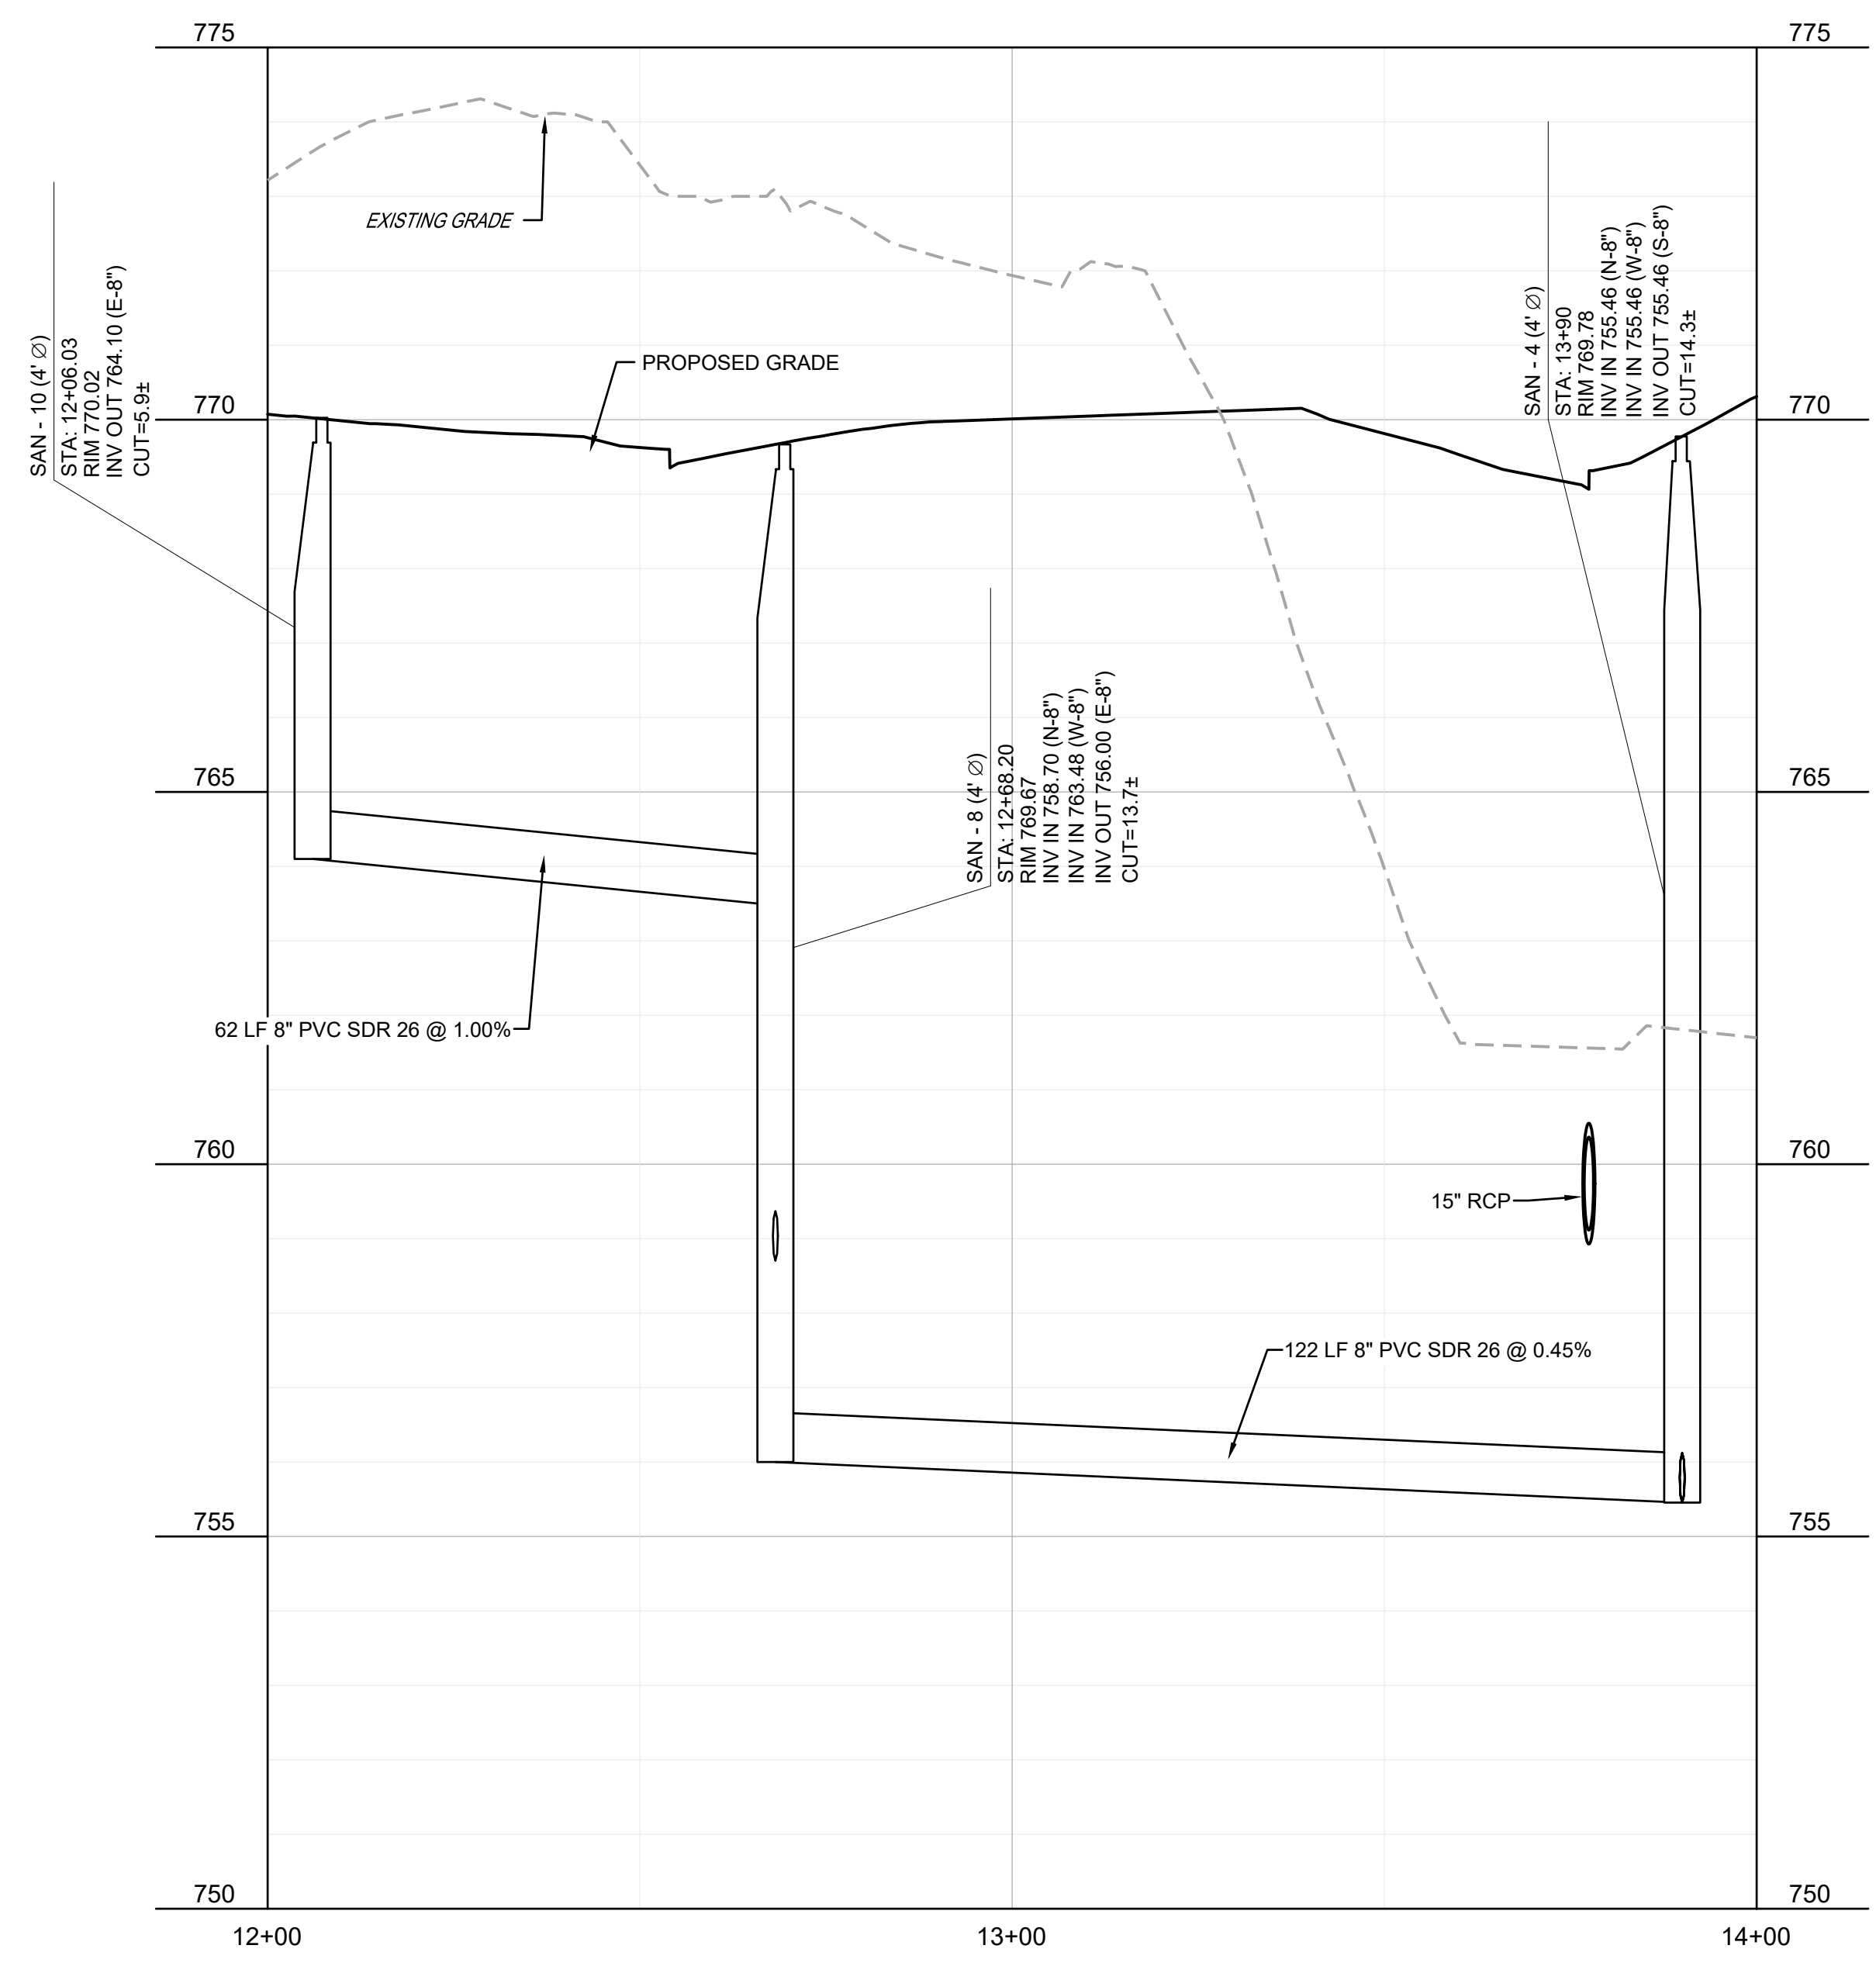 775
775
EXISTING GRADE
SAN - 10 (4' ∅)
STA: 12+06.03
RIM 770.02
INV OUT 764.10 (E-8")
CUT=5.9±
PROPOSED GRADE
SAN - 4 (4' ∅)
STA: 13+90
RIM 769.78
INV IN 755.46 (N-8")
INV IN 755.46 (W-8")
INV OUT 755.46 (S-8")
CUT=14.3±
770
770
SAN - 8 (4' ∅)
STA: 12+68.20
RIM 769.67
INV IN 758.70 (N-8")
INV IN 763.48 (W-8")
INV OUT 756.00 (E-8")
CUT=13.7±
765
765
62 LF 8" PVC SDR 26 @ 1.00%
760
760
15" RCP
122 LF 8" PVC SDR 26 @ 0.45%
755
755
750
750
12+00
13+00
14+00